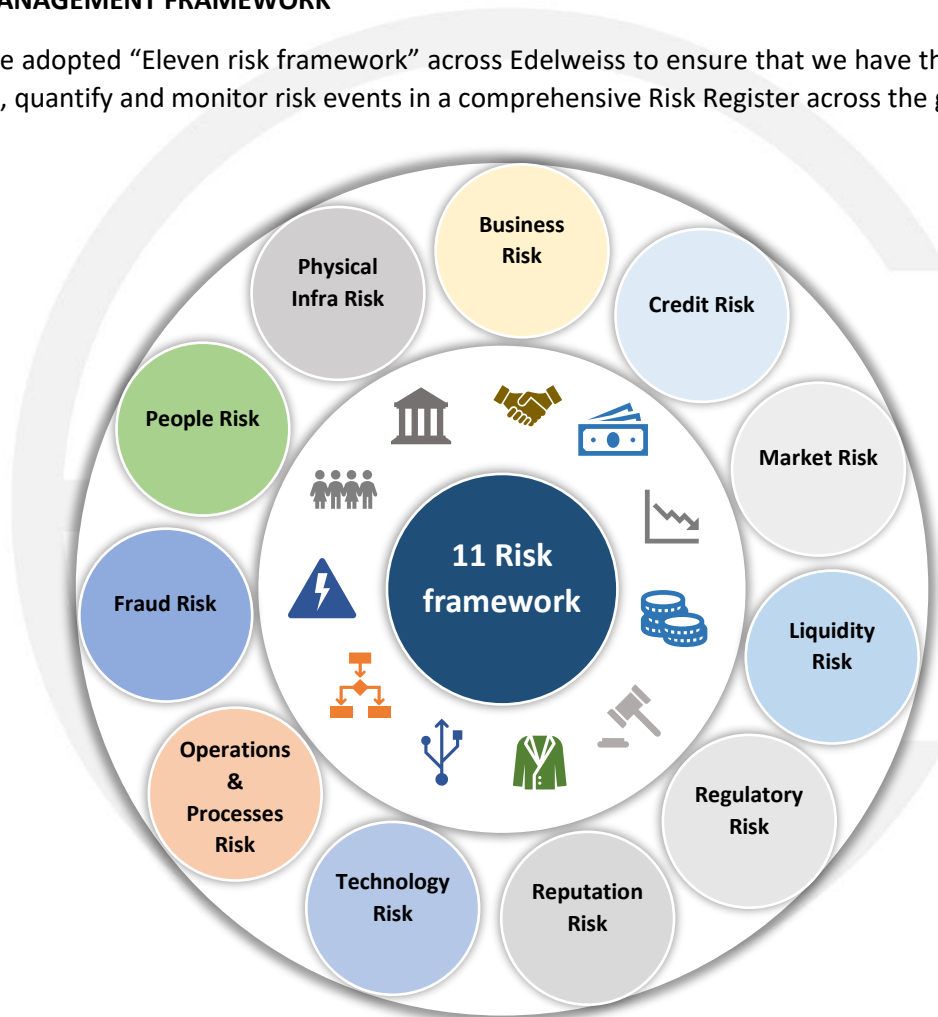 ANAGEMENT FRAMEWORK
e adopted “Eleven risk framework” across Edelweiss to ensure that we have th
, quantify and monitor risk events in a comprehensive Risk Register across the g
Business
Risk
Physical
Infra Risk
Credit Risk
People Risk
Market Risk
11 Risk
framework
Fraud Risk
Liquidity
Risk
Operations
&
Processes
Risk
Regulatory
Risk
Technology
Risk
Reputation
Risk